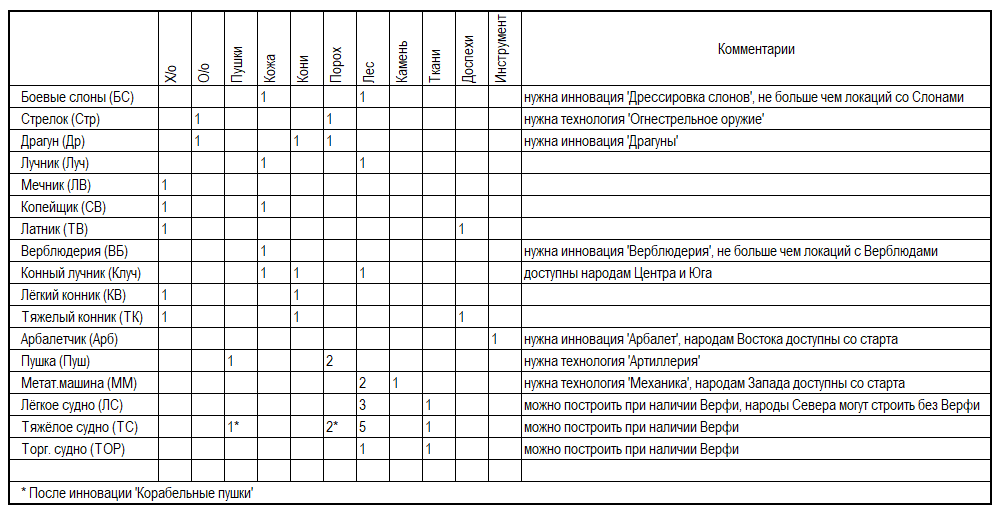 Х/о О/о Пушки Кожа Кони Порох Лес Камень Ткани Доспехи Инструмент Комментарии
Боевые слоны (БС) 1 1 нужна инновация 'Дрессировка слонов', не больше чем локаций со Слонами
Стрелок (Стр) 1 1 нужна технология 'Огнестрельное оружие'
Драгун (Др) 1 1 1 нужна инновация 'Драгуны'
Лучник (Луч) 1 1
Мечник (ЛВ) 1
Копейщик (СВ) 1 1
Латник (ТВ) 1 1
Верблюдерия (ВБ) 1 нужна инновация 'Верблюдерия', не больше чем локаций с Верблюдами
Конный лучник (Клуч) 1 1 1 доступны народам Центра и Юга
Лёгкий конник (КВ) 1 1
Тяжелый конник (ТК) 1 1 1
Арбалетчик (Арб) 1 нужна инновация 'Арбалет', народам Востока доступны со старта
Пушка (Пуш) 1 2 нужна технология 'Артиллерия'
Метат.машина (ММ) 2 1 нужна технология 'Механика', народам Запада доступны со старта
Лёгкое судно (ЛС) 3 1 можно построить при наличии Верфи, народы Севера могут строить без Верфи
Тяжёлое судно (ТС) 1* 2* 5 1 можно построить при наличии Верфи
Торг. судно (ТОР) 1 1 можно построить при наличии Верфи
* После инновации 'Корабельные пушки'